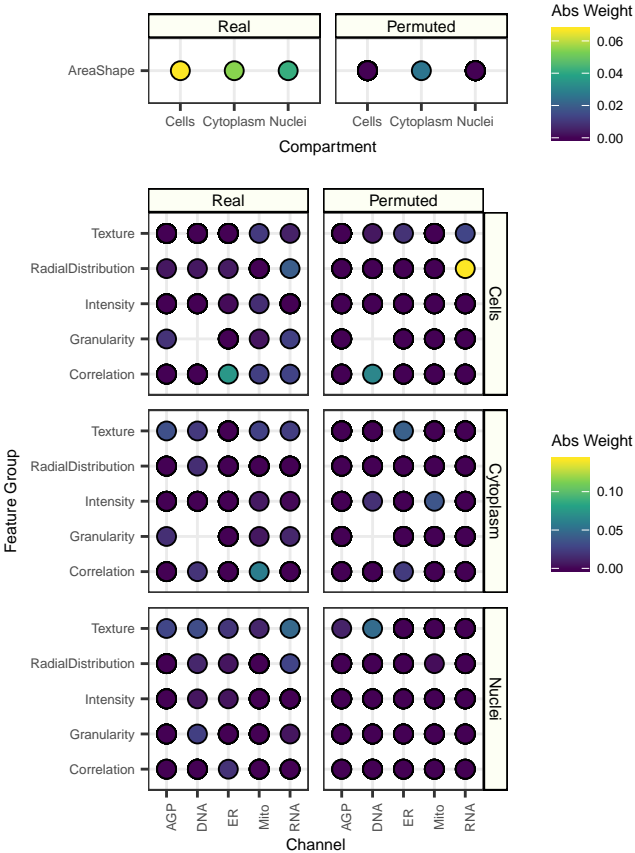 Abs Weight
Real Permuted
0.06
0.04
0.02
0.00
AreaShape
Cells Cytoplasm Nuclei Cells Cytoplasm Nuclei
Compartment
Real Permuted
Texture
RadialDistribution
Intensity
Granularity
Correlation
Cells
Texture
RadialDistribution
Intensity
Granularity
Correlation
Cytoplasm
Texture
RadialDistribution
Intensity
Granularity
Correlation
Nuclei
Feature Group
Abs Weight
0.10
0.05
0.00
AGP DNA ER Mito RNA AGP DNA ER Mito RNA
Channel